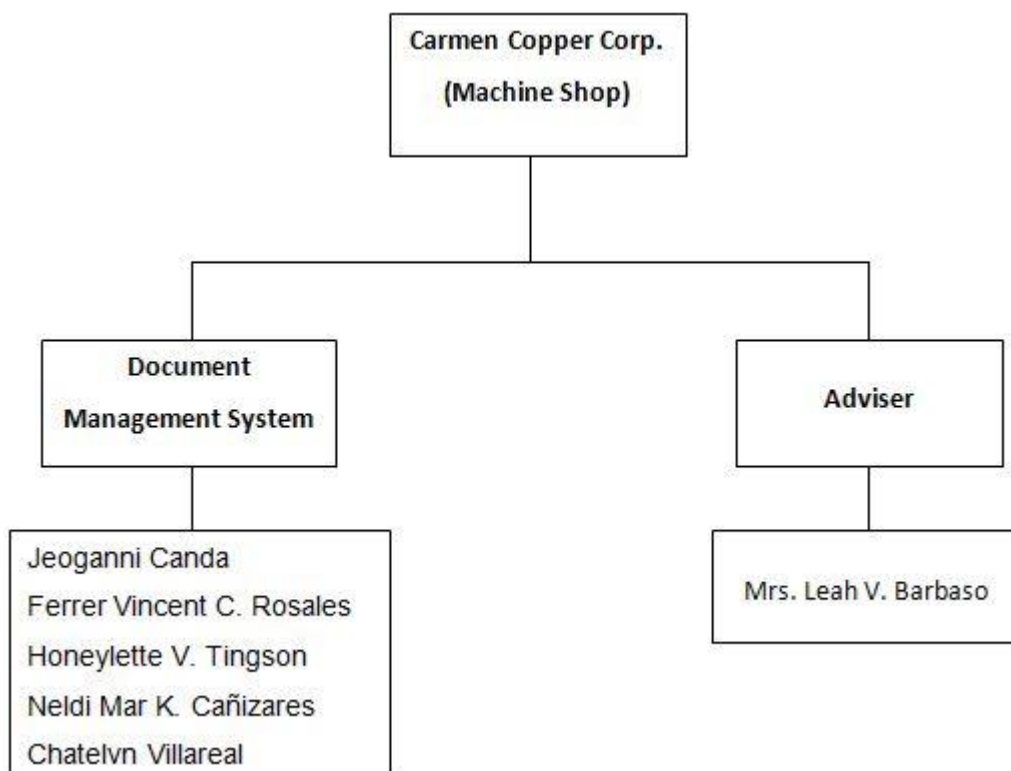 Carmen Copper Corp.
(Machine Shop)
Document
Management System
Adviser
Jeoganni Canda
Ferrer Vincent C. Rosales
Honeylette V. Tingson
Neldi Mar K. Cañizares
Chatelyn Villareal
Mrs. Leah V. Barbaso